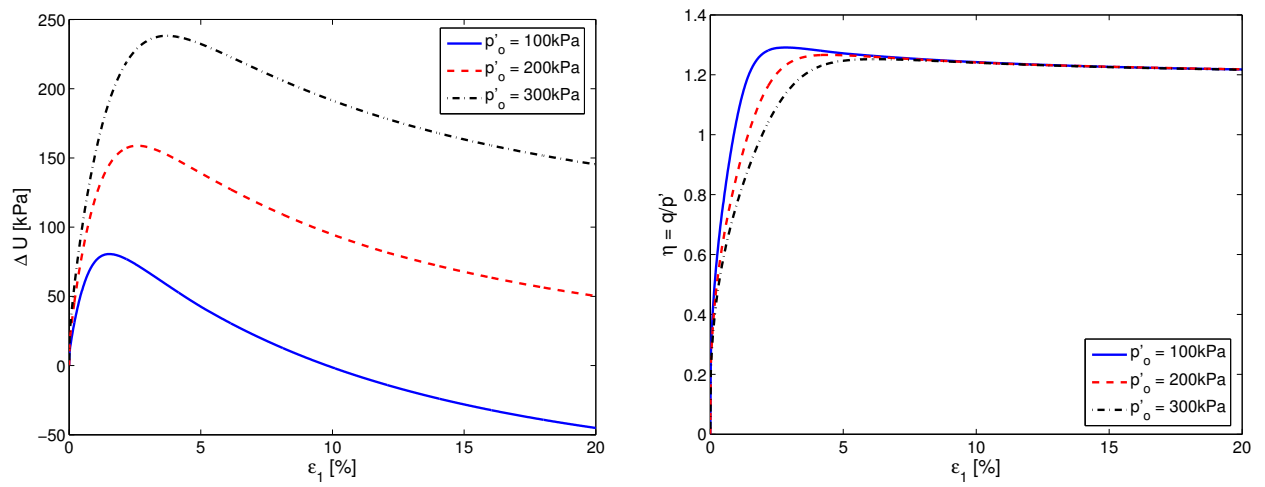 250
200
150
100
50
0
−50
Δ U [kPa]
0 5 10 15 20
ε1 [%]
p'o = 100kPa
p'o = 200kPa
p'o = 300kPa
1.4
1.2
1
0.8
0.6
0.4
0.2
0
η = q/p'
0 5 10 15 20
ε1 [%]
p'o = 100kPa
p'o = 200kPa
p'o = 300kPa